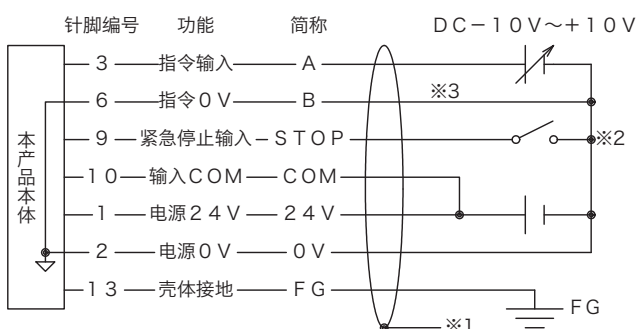 针脚编号 功能 简称 DC－10V～＋10V
3 指令输入 A
6 指令0V B ※3
9 紧急停止输入 STOP ※2
10 输入COM COM
1 电源24V 24V
2 电源0V 0V
13 壳体接地 FG FG
※1
本产品本体